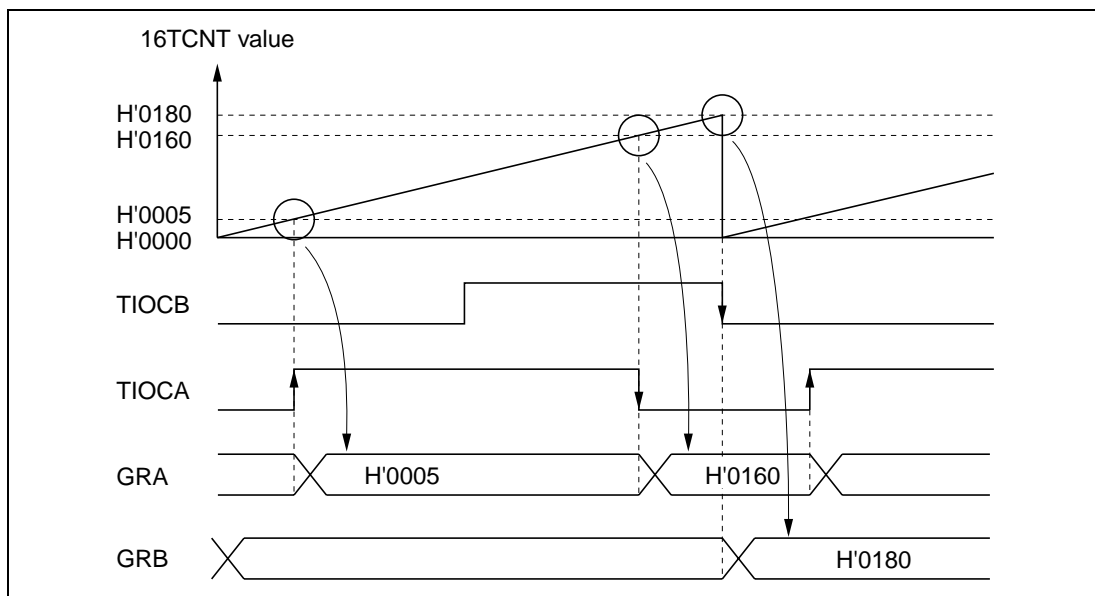 16TCNT value
H'0180
H'0160
H'0005
H'0000
TIOCB
TIOCA
GRA H'0005 H'0160
GRB H'0180